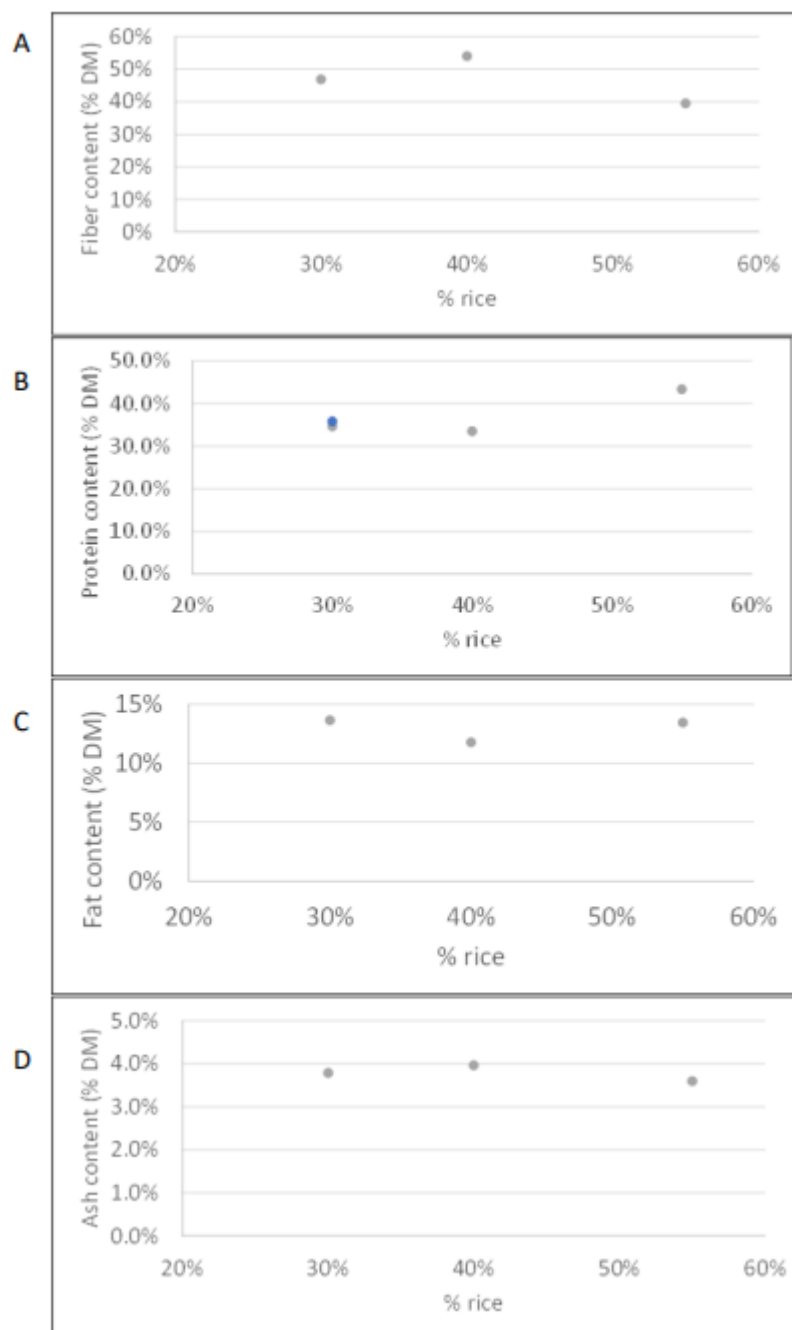 A
Fiber content (% DM)
60%
50%
40%
30%
20%
10%
0%
20% 30% 40% 50% 60%
% rice
B
Protein content (% DM)
50.0%
40.0%
30.0%
20.0%
10.0%
0.0%
20% 30% 40% 50% 60%
% rice
C
Fat content (% DM)
15%
10%
5%
0%
20% 30% 40% 50% 60%
% rice
D
Ash content (% DM)
5.0%
4.0%
3.0%
2.0%
1.0%
0.0%
20% 30% 40% 50% 60%
% rice